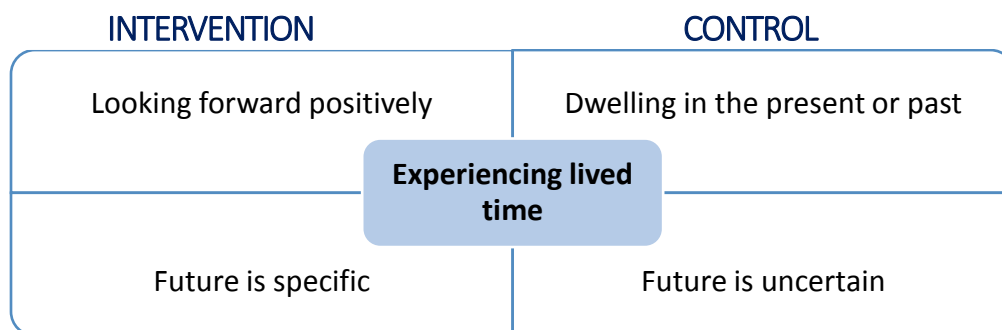 INTERVENTION
CONTROL
Looking forward positively
Dwelling in the present or past
Experiencing lived
time
Future is specific
Future is uncertain